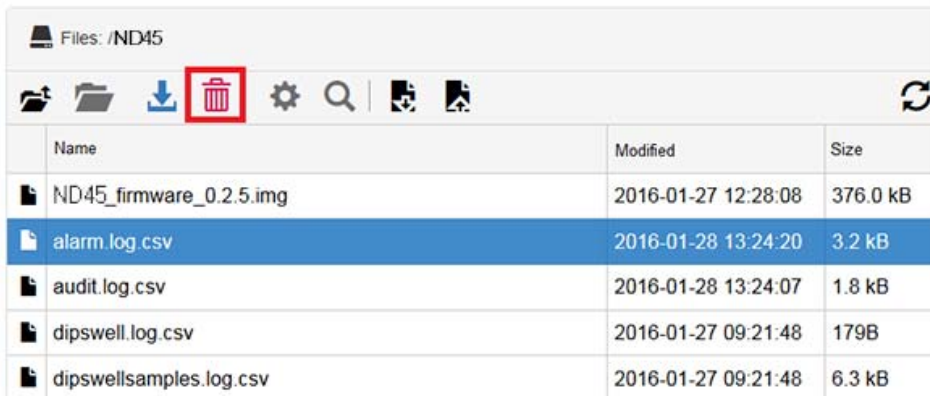 Files: /ND45
Name Modified Size
ND45_firmware_0.2.5.img 2016-01-27 12:28:08 376.0 kB
alarm.log.csv 2016-01-28 13:24:20 3.2 kB
audit.log.csv 2016-01-28 13:24:07 1.8 kB
dipswell.log.csv 2016-01-27 09:21:48 179B
dipswellsamples.log.csv 2016-01-27 09:21:48 6.3 kB